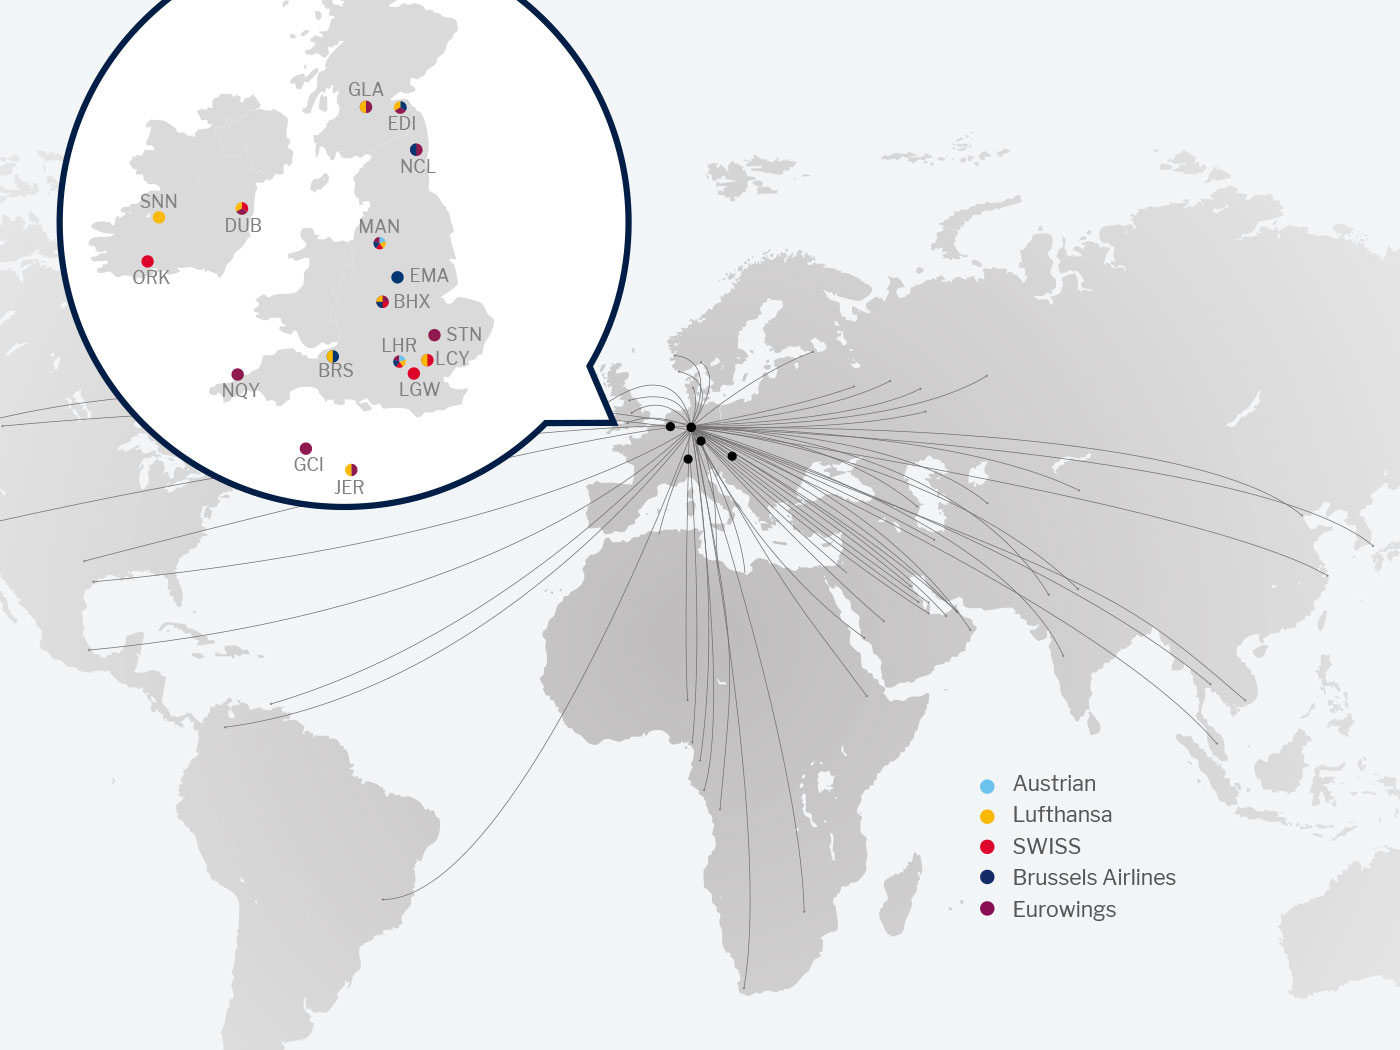 GLA
EDI
NCL
SNN
DUB
MAN
ORK
EMA
BHX
STN
LHR
LCY
BRS
LGW
NQY
GCI
JER
Austrian
Lufthansa
SWISS
Brussels Airlines
Eurowings